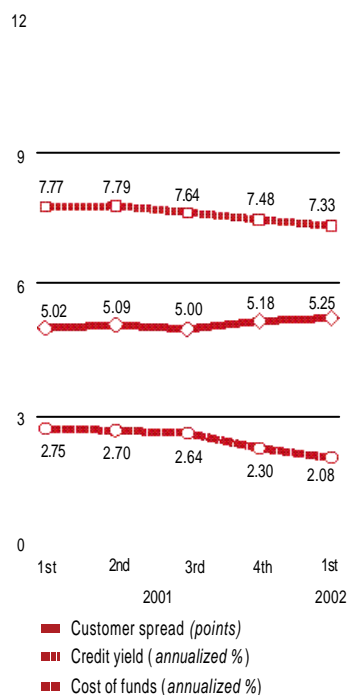 12
9
7.77 7.79 7.64 7.48 7.33
6
5.02 5.09 5.00 5.18 5.25
3
2.75 2.70 2.64 2.30 2.08
0
1st 2nd 3rd 4th 1st
2001 2002
Customer spread (points)
Credit yield ( annualized %)
Cost of funds ( annualized %)